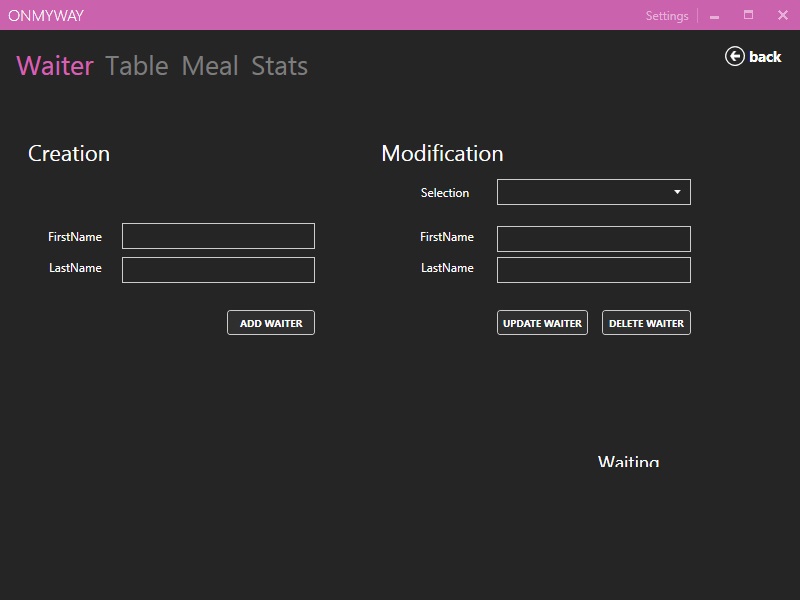 ONMYWAY
Settings
Waiter Table Meal Stats
back
Creation
Modification
Selection
FirstName
FirstName
LastName
LastName
ADD WAITER
UPDATE WAITER
DELETE WAITER
Waiting